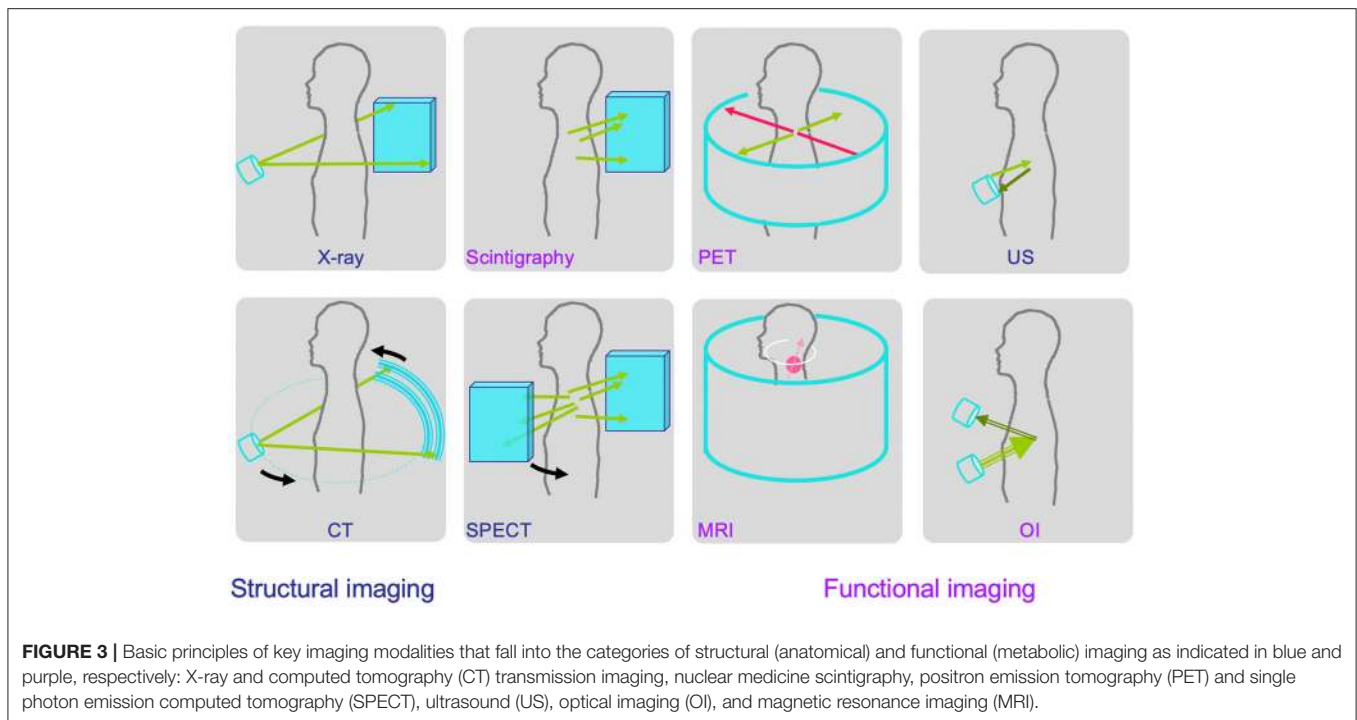 X-ray
Scintigraphy
PET
US
CT
SPECT
MRI
OI
Structural imaging
Functional imaging
FIGURE 3 | Basic principles of key imaging modalities that fall into the categories of structural (anatomical) and functional (metabolic) imaging as indicated in blue and
purple, respectively: X-ray and computed tomography (CT) transmission imaging, nuclear medicine scintigraphy, positron emission tomography (PET) and single
photon emission computed tomography (SPECT), ultrasound (US), optical imaging (OI), and magnetic resonance imaging (MRI).